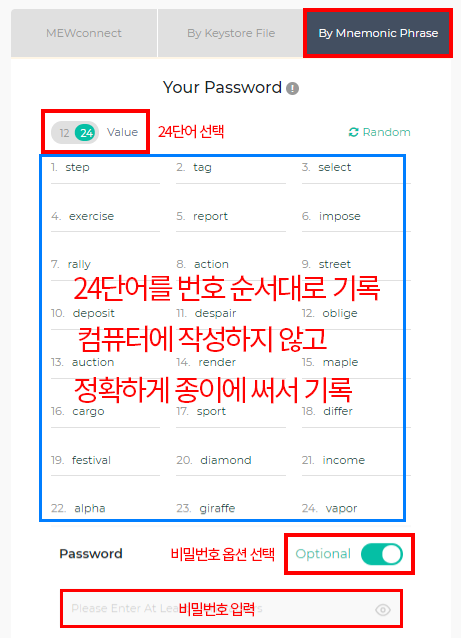 MEWconnect By Keystore File By Mnemonic Phrase
Your Password
12 24 Value 24단어 선택 Random
1. step 2. tag 3. select
4. exercise 5. report 6. impose
7. rally 8. action 9. street
24단어를 번호 순서대로 기록
10. deposit 11. despair 12. oblige
컴퓨터에 작성하지 않고
13. auction 14. render 15. maple
정확하게 종이에 써서 기록
16. cargo 17. sport 18. differ
19. festival 20. diamond 21. income
22. alpha 23. giraffe 24. vapor
Password 비밀번호 옵션 선택 Optional
Please Enter At 비밀번호 입력